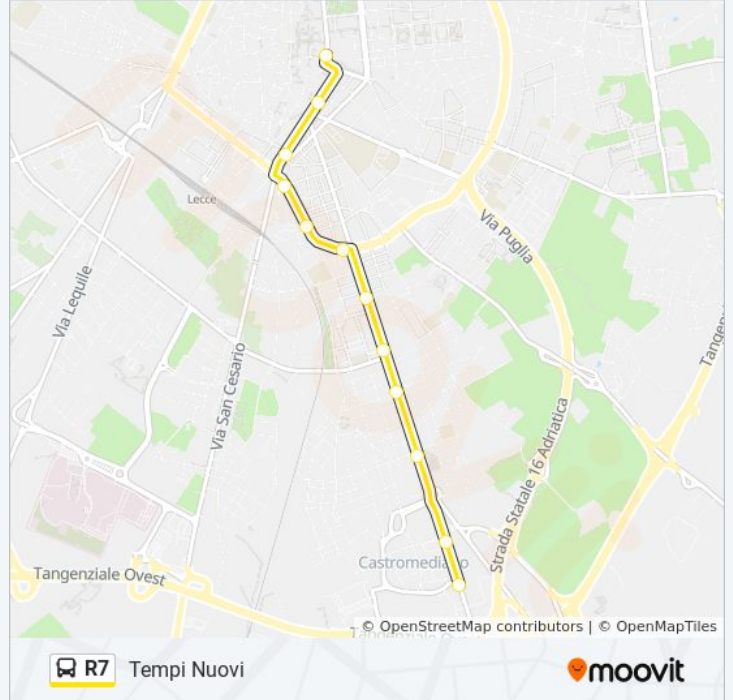 Lecce
Via Puglia
Via Lequile
Via San Cesario
Tangen
Strada Statale 16 Adriatica
Castromediano
Tangenziale Ovest
© OpenStreetMap contributors | © OpenMapTiles
R7 Tempi Nuovi
moovit